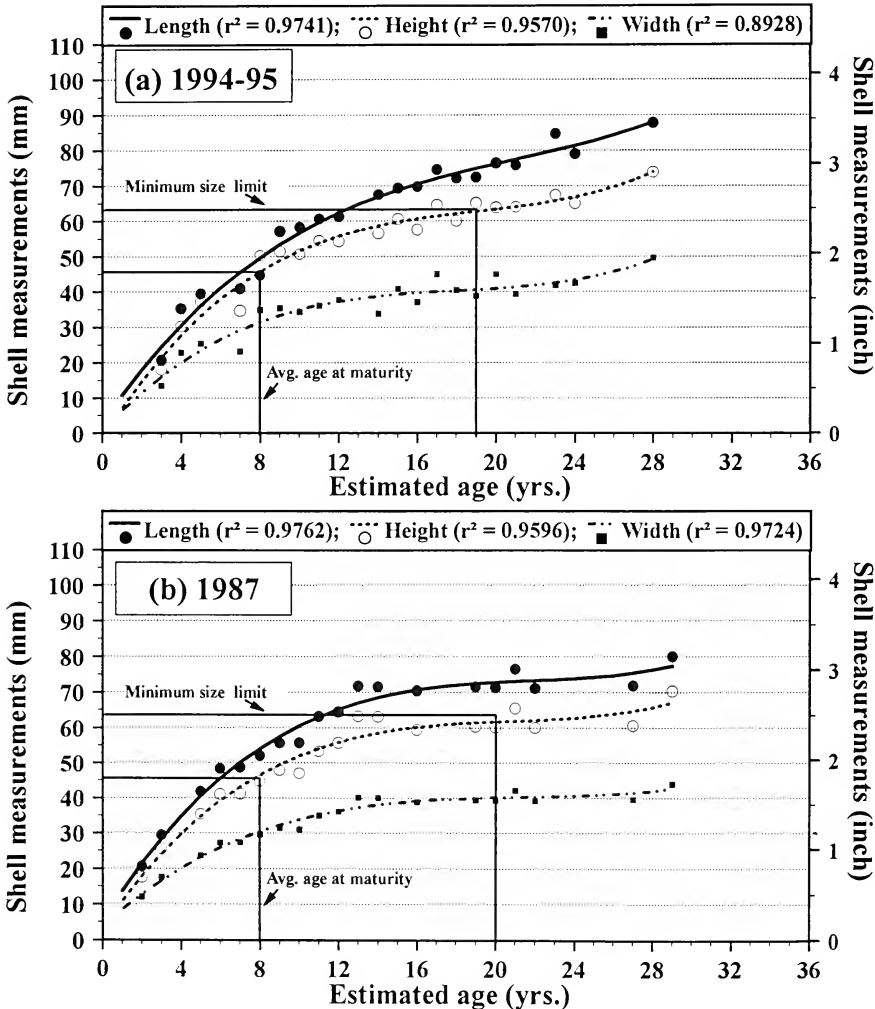 Length (r² = 0.9741); Height (r² = 0.9570); Width (r² = 0.8928)
(a) 1994-95
Shell measurements (mm)
110
100
90
80
70
60
50
40
30
20
10
0
Minimum size limit
Avg. age at maturity
Shell measurements (inch)
4
3
2
1
0
0 4 8 12 16 20 24 28 32 36
Estimated age (yrs.)
Length (r² = 0.9762); Height (r² = 0.9596); Width (r² = 0.9724)
(b) 1987
Shell measurements (mm)
110
100
90
80
70
60
50
40
30
20
10
0
Minimum size limit
Avg. age at maturity
Shell measurements (inch)
4
3
2
1
0
0 4 8 12 16 20 24 28 32 36
Estimated age (yrs.)